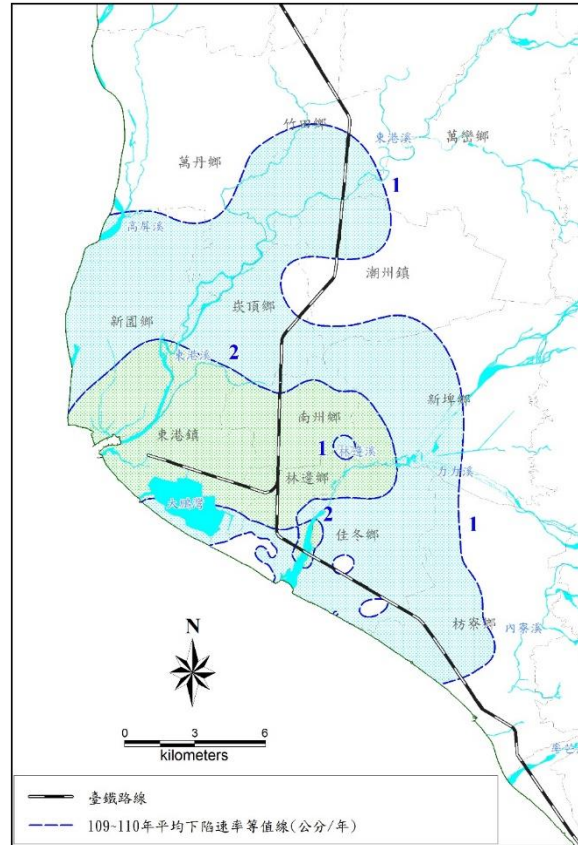 竹田鄉
東港溪
萬巒鄉
萬丹鄉
1
高屏溪
潮州鎮
崁頂鄉
新園鄉
東港溪
2
新埤鄉
南州鄉
東港鎮
1
林邊溪
力力溪
林邊鄉
大鵬灣
2
1
佳冬鄉
枋寮鄉
內寮溪
N
0 3 6
kilometers
臺鐵路線
109~110年平均下陷速率等值線(公分/年)